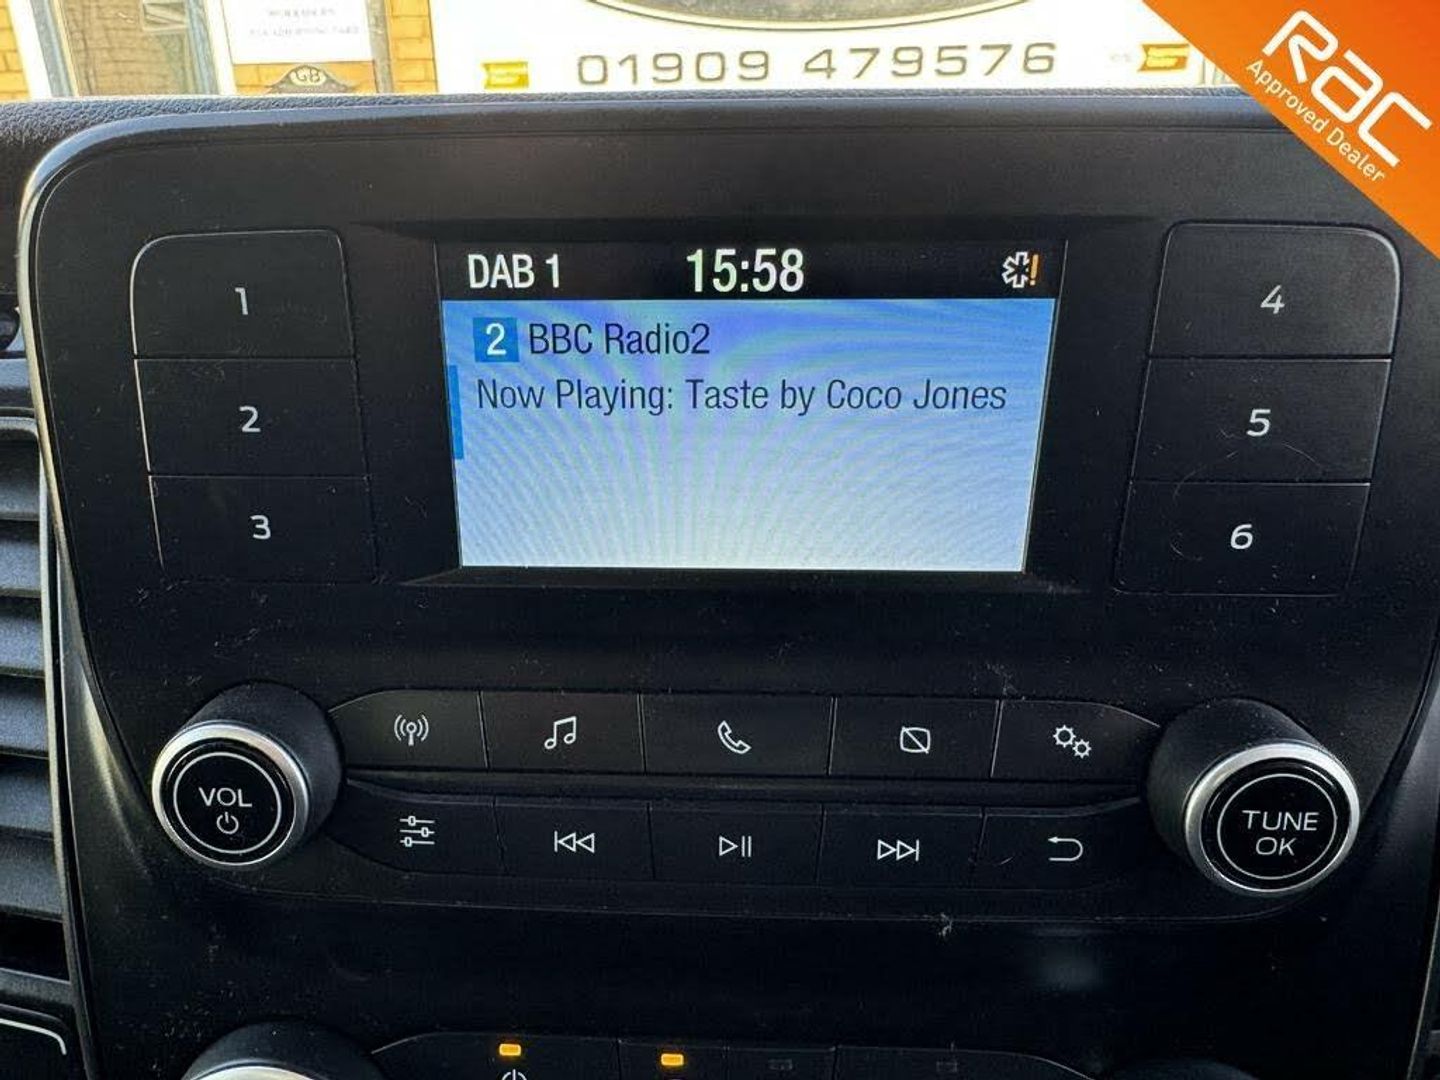 01909 479576
rac
Approved Dealer
GB
DAB 1 15:58
2 BBC Radio2
Now Playing: Taste by Coco Jones
1
2
3
4
5
6
VOL
TUNE
OK